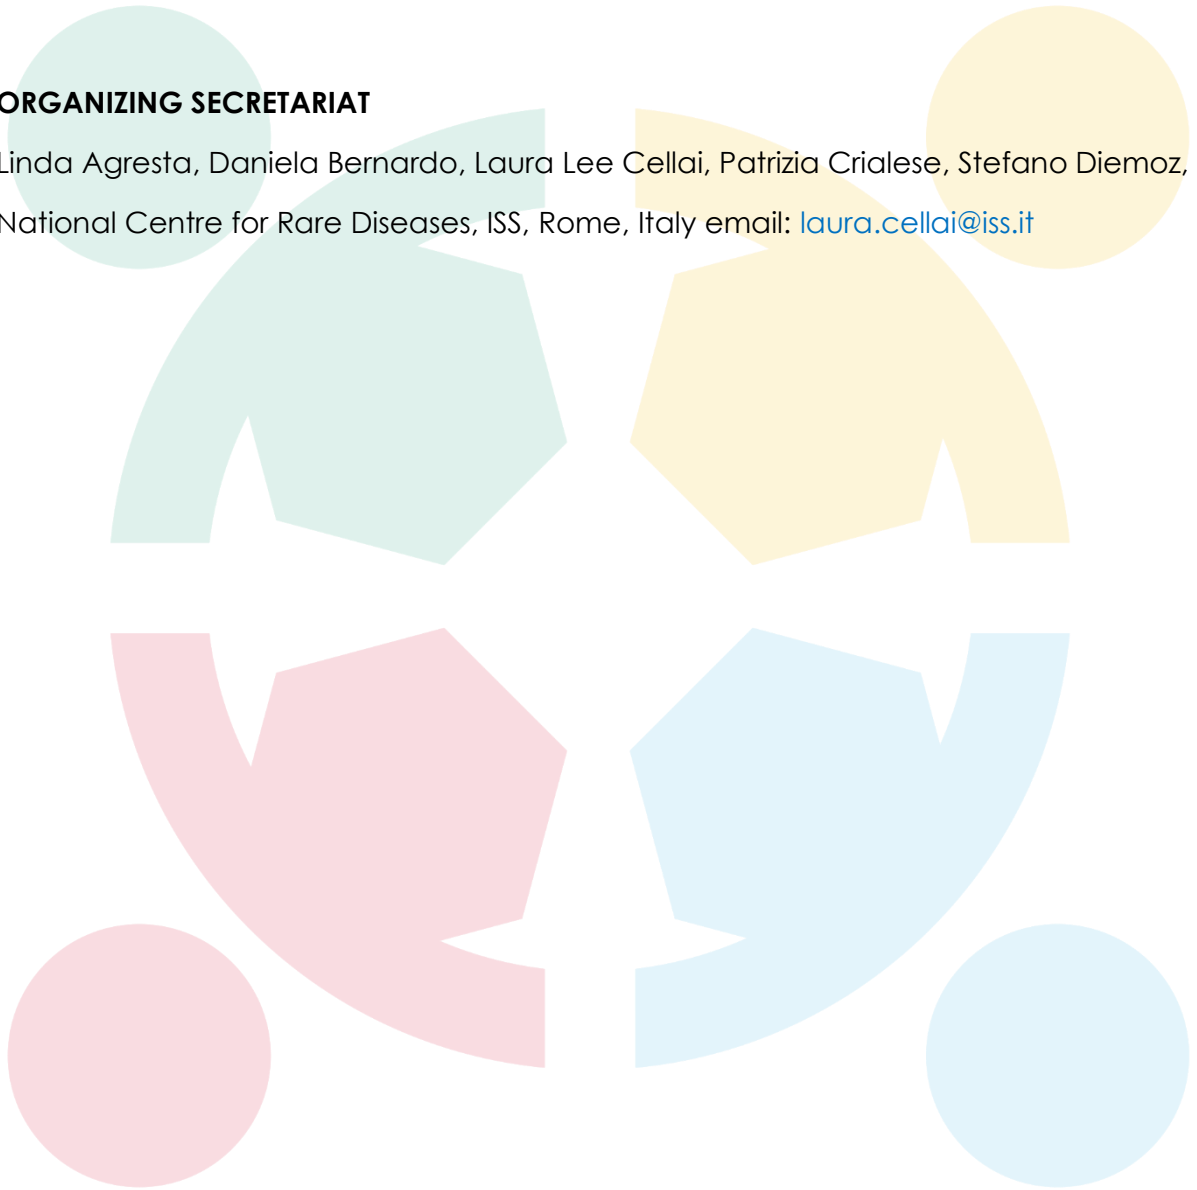 ORGANIZING SECRETARIAT
Linda Agresta, Daniela Bernardo, Laura Lee Cellai, Patrizia Crialese, Stefano Diemoz,
National Centre for Rare Diseases, ISS, Rome, Italy email: laura.cellai@iss.it